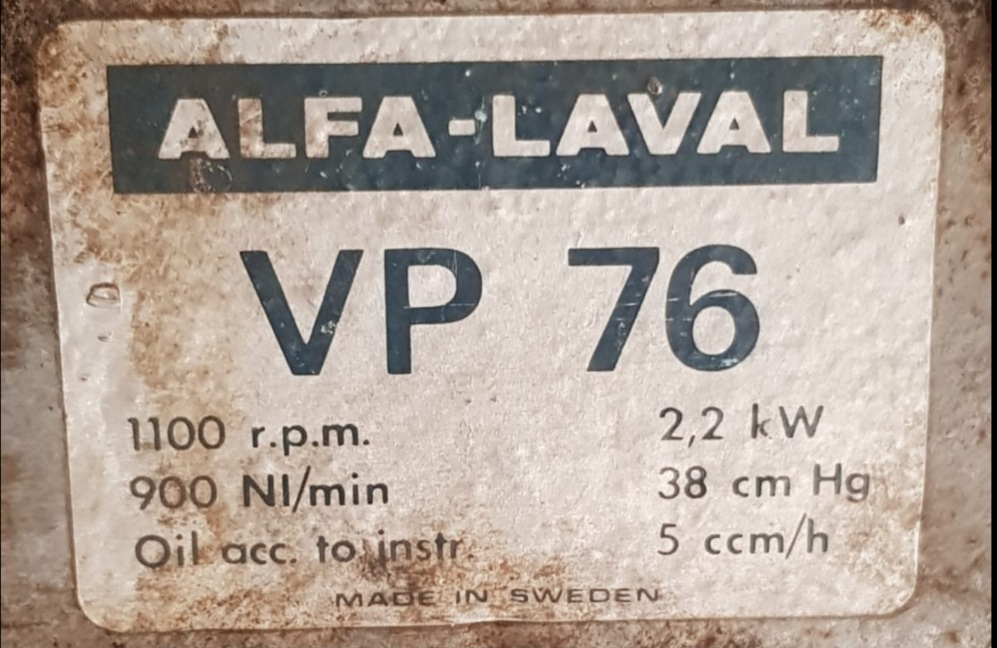 ALFA-LAVAL
VP 76
1100 r.p.m. 2,2 kW
900 Nl/min 38 cm Hg
Oil acc. to instr. 5 ccm/h
MADE IN SWEDEN